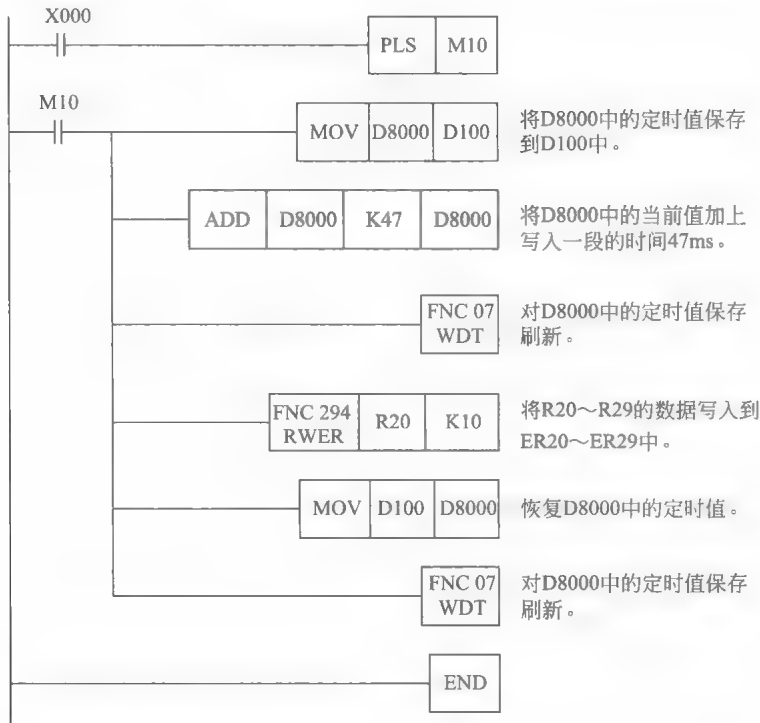 X000
PLS M10
M10
MOV D8000 D100
将D8000中的定时值保存
到D100中。
ADD D8000 K47 D8000
将D8000中的当前值加上
写入一段的时间47ms。
FNC 07
WDT
对D8000中的定时值保存
刷新。
FNC 294
RWER R20 K10
将R20～R29的数据写入到
ER20～ER29中。
MOV D100 D8000
恢复D8000中的定时值。
FNC 07
WDT
对D8000中的定时值保存
刷新。
END